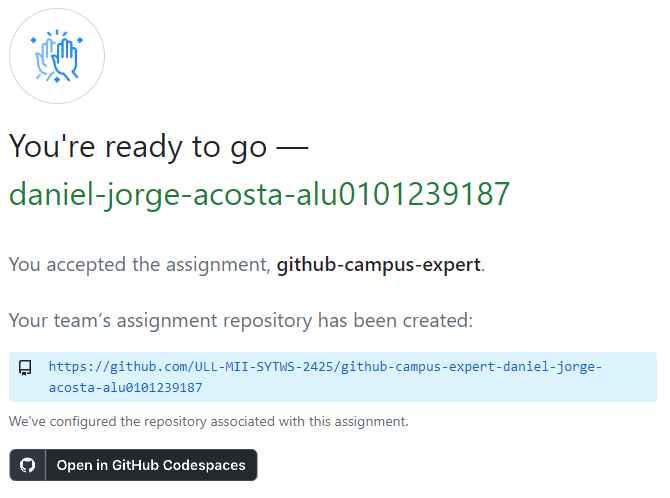 You're ready to go —
daniel-jorge-acosta-alu0101239187
You accepted the assignment, github-campus-expert.
Your team’s assignment repository has been created:
https://github.com/ULL-MII-SYTWS-2425/github-campus-expert-daniel-jorge-
acosta-alu0101239187
We've configured the repository associated with this assignment.
Open in GitHub Codespaces